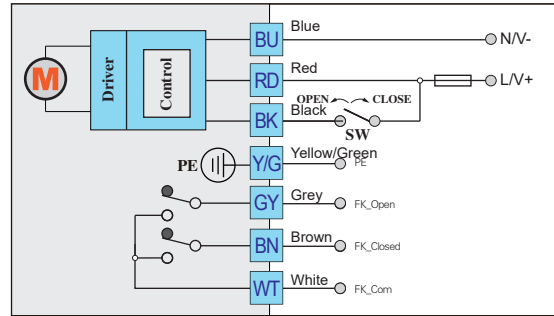 BU Blue N/V-
M Driver Control RD Red L/V+
OPEN CLOSE
BK Black SW
PE Y/G Yellow/Green PE
GY Grey FK_Open
BN Brown FK_Closed
WT White FK_Com